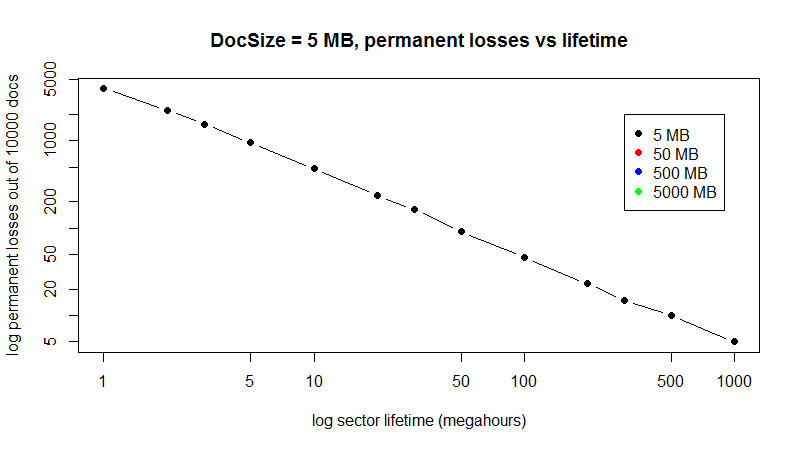 DocSize = 5 MB, permanent losses vs lifetime
log permanent losses out of 10000 docs
5000
1000
200
50
20
5
5 MB
50 MB
500 MB
5000 MB
1 5 10 50 100 500 1000
log sector lifetime (megahours)